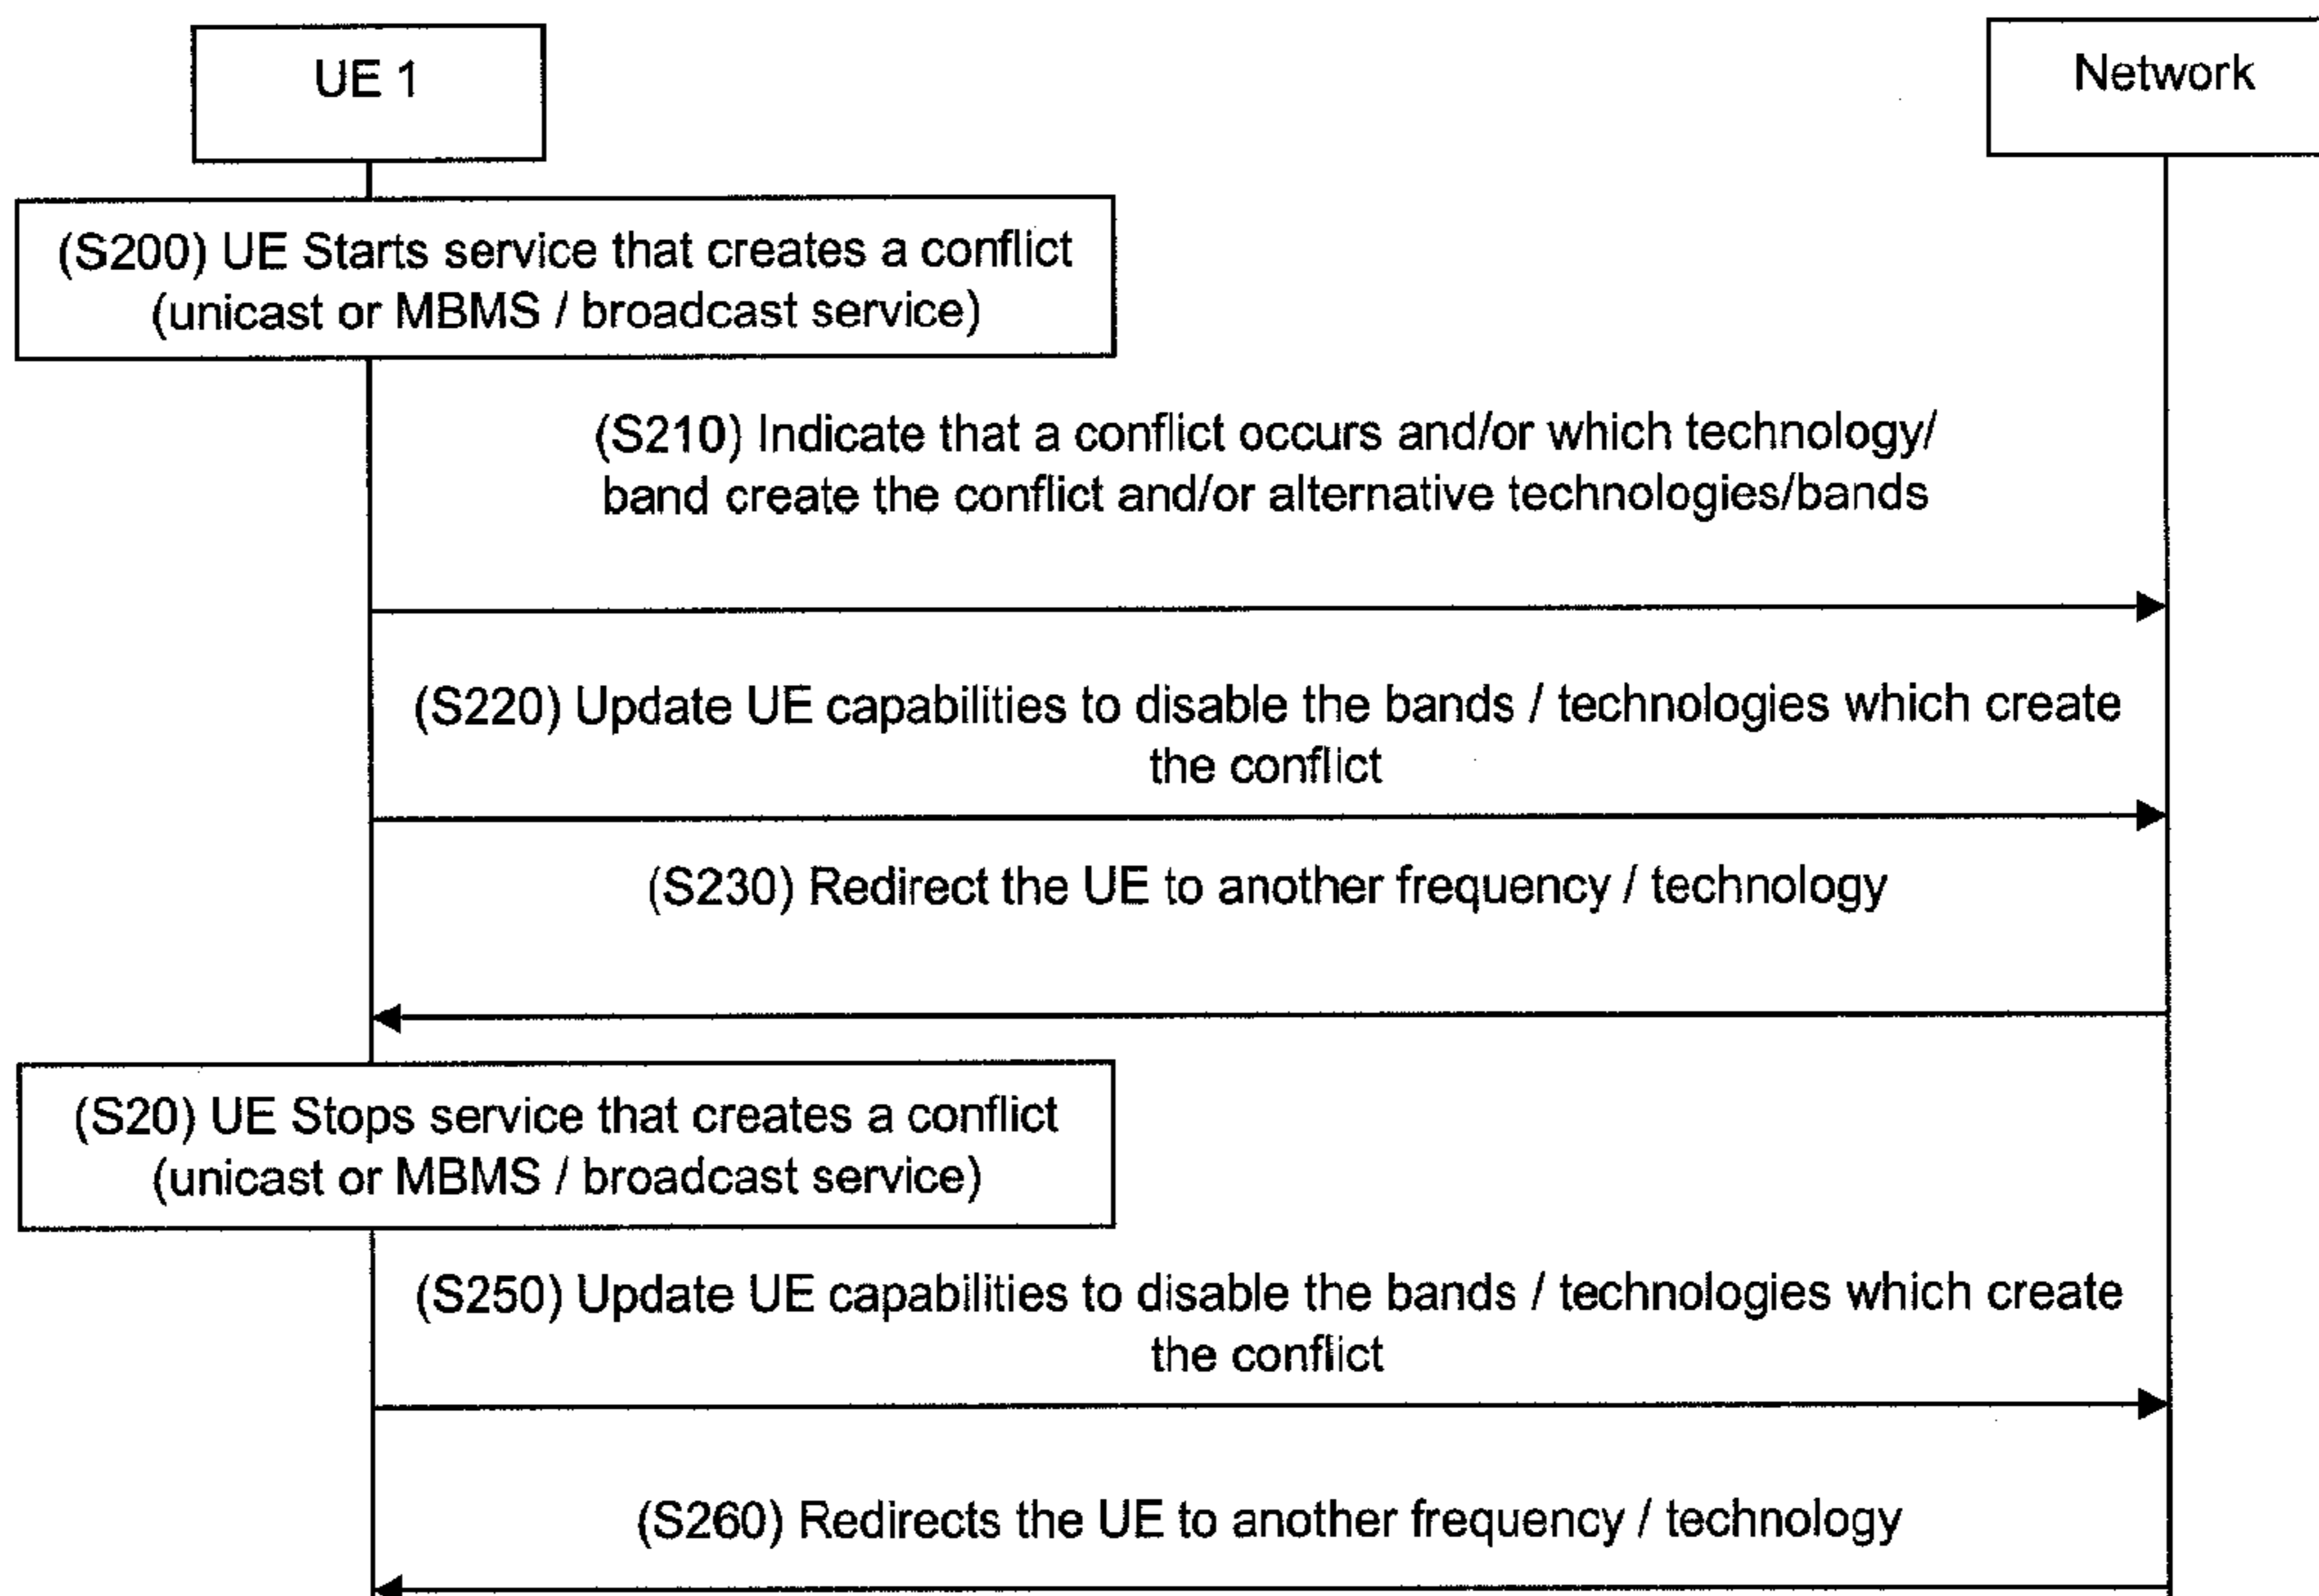 UE 1
Network
(S200) UE Starts service that creates a conflict
(unicast or MBMS / broadcast service)
(S210) Indicate that a conflict occurs and/or which technology/
band create the conflict and/or alternative technologies/bands
(S220) Update UE capabilities to disable the bands / technologies which create
the conflict
(S230) Redirect the UE to another frequency / technology
(S20) UE Stops service that creates a conflict
(unicast or MBMS / broadcast service)
(S250) Update UE capabilities to disable the bands / technologies which create
the conflict
(S260) Redirects the UE to another frequency / technology